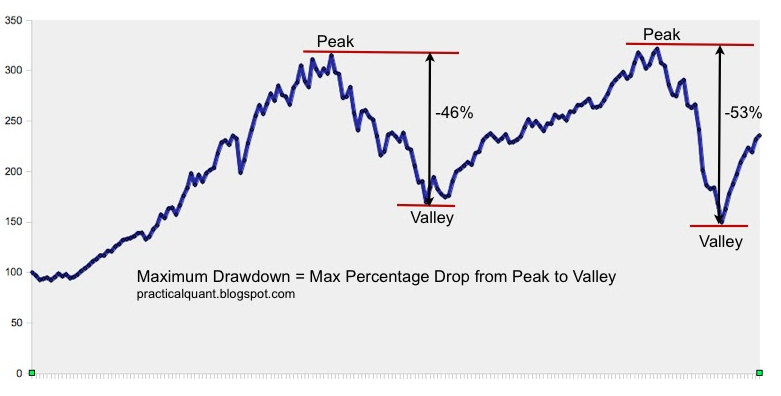 350
300
250
200
150
100
50
0
Peak
-46%
Valley
Peak
-53%
Valley
Maximum Drawdown = Max Percentage Drop from Peak to Valley
practicalquant.blogspot.com